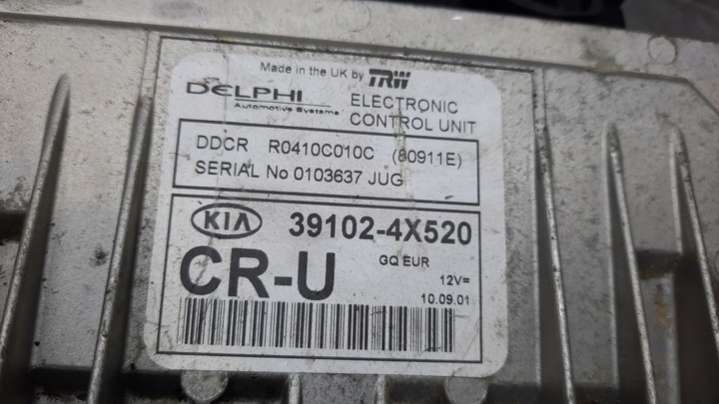 Made in the UK by TRW
DELPHI
Automotive Systems
ELECTRONIC
CONTROL UNIT
DDCR R0410C010C (80911E)
SERIAL No 0103637 JUG
KIA 39102-4X520
CR-U
GQ EUR
12V=
10.09.01